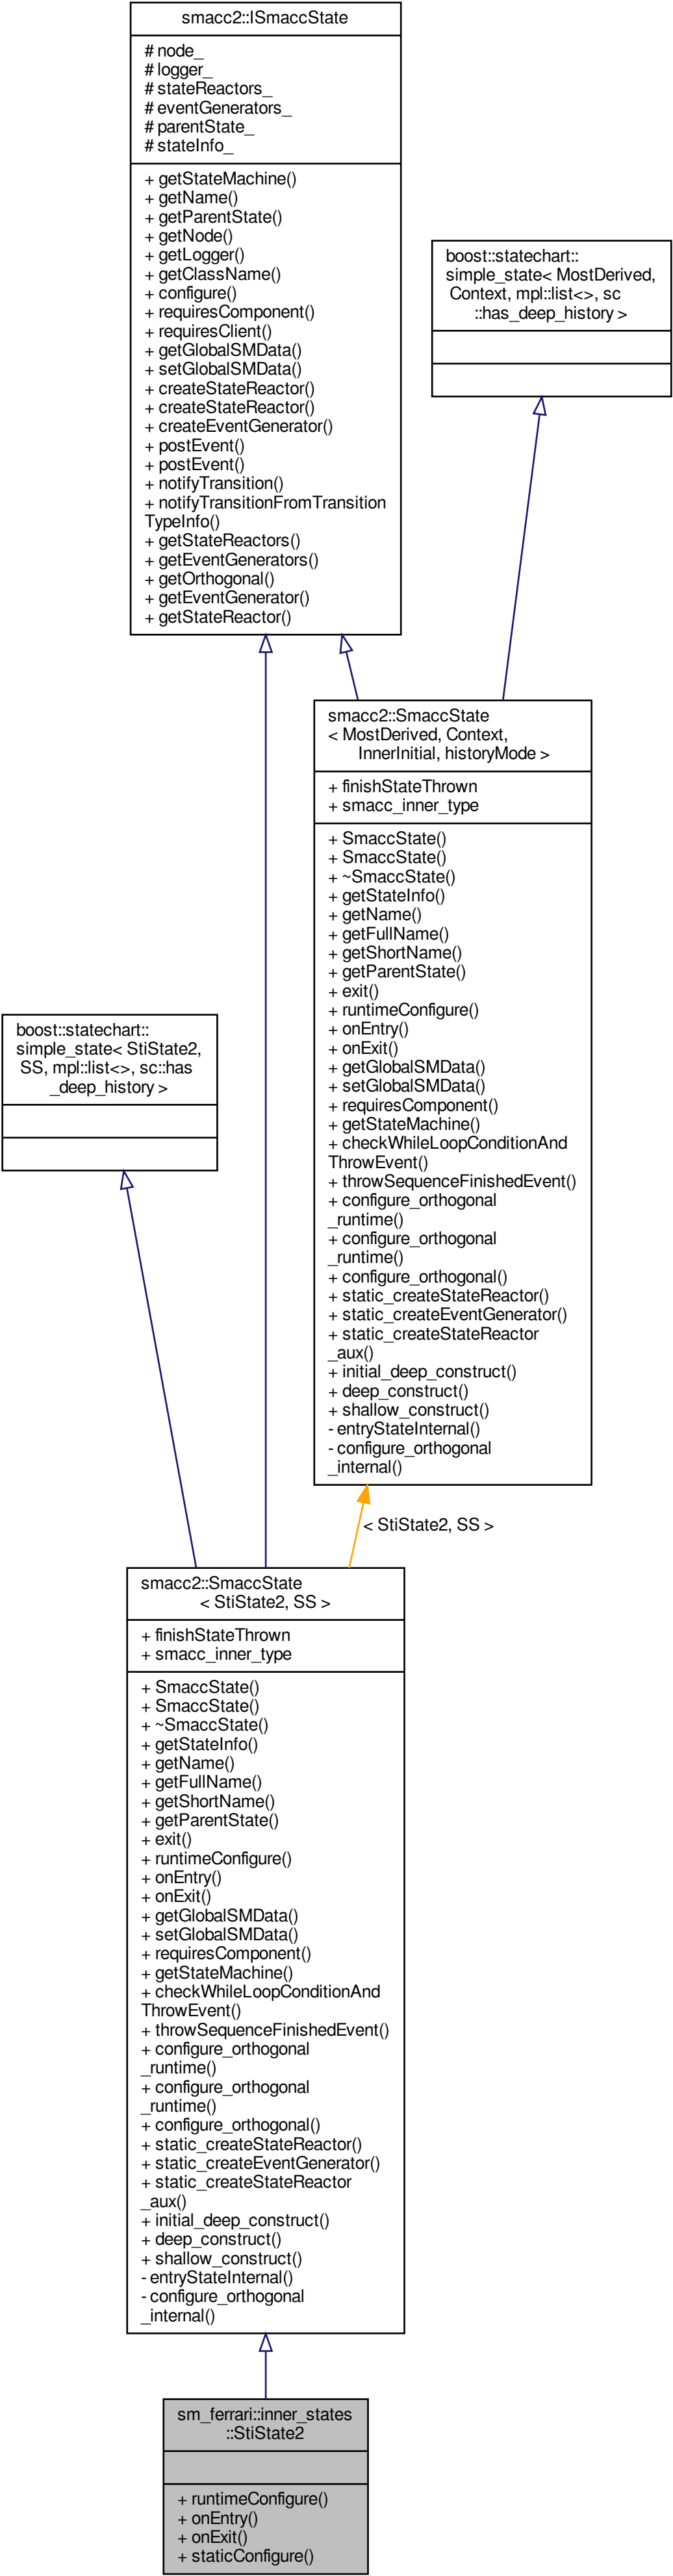 smacc2::ISmaccState
# node_
# logger_
# stateReactors_
# eventGenerators_
# parentState_
# stateInfo_
+ getStateMachine()
+ getName()
+ getParentState()
+ getNode()
+ getLogger()
+ getClassName()
+ configure()
+ requiresComponent()
+ requiresClient()
+ getGlobalSMData()
+ setGlobalSMData()
+ createStateReactor()
+ createStateReactor()
+ createEventGenerator()
+ postEvent()
+ postEvent()
+ notifyTransition()
+ notifyTransitionFromTransition
TypeInfo()
+ getStateReactors()
+ getEventGenerators()
+ getOrthogonal()
+ getEventGenerator()
+ getStateReactor()
boost::statechart::
simple_state< MostDerived,
Context, mpl::list<>, sc
::has_deep_history >
smacc2::SmaccState
< MostDerived, Context,
InnerInitial, historyMode >
+ finishStateThrown
+ smacc_inner_type
+ SmaccState()
+ SmaccState()
+ ~SmaccState()
+ getStateInfo()
+ getName()
+ getFullName()
+ getShortName()
+ getParentState()
+ exit()
+ runtimeConfigure()
+ onEntry()
+ onExit()
+ getGlobalSMData()
+ setGlobalSMData()
+ requiresComponent()
+ getStateMachine()
+ checkWhileLoopConditionAnd
ThrowEvent()
+ throwSequenceFinishedEvent()
+ configure_orthogonal
_runtime()
+ configure_orthogonal
_runtime()
+ configure_orthogonal()
+ static_createStateReactor()
+ static_createEventGenerator()
+ static_createStateReactor
_aux()
+ initial_deep_construct()
+ deep_construct()
+ shallow_construct()
- entryStateInternal()
- configure_orthogonal
_internal()
boost::statechart::
simple_state< StiState2,
SS, mpl::list<>, sc::has
_deep_history >
< StiState2, SS >
smacc2::SmaccState
< StiState2, SS >
+ finishStateThrown
+ smacc_inner_type
+ SmaccState()
+ SmaccState()
+ ~SmaccState()
+ getStateInfo()
+ getName()
+ getFullName()
+ getShortName()
+ getParentState()
+ exit()
+ runtimeConfigure()
+ onEntry()
+ onExit()
+ getGlobalSMData()
+ setGlobalSMData()
+ requiresComponent()
+ getStateMachine()
+ checkWhileLoopConditionAnd
ThrowEvent()
+ throwSequenceFinishedEvent()
+ configure_orthogonal
_runtime()
+ configure_orthogonal
_runtime()
+ configure_orthogonal()
+ static_createStateReactor()
+ static_createEventGenerator()
+ static_createStateReactor
_aux()
+ initial_deep_construct()
+ deep_construct()
+ shallow_construct()
- entryStateInternal()
- configure_orthogonal
_internal()
sm_ferrari::inner_states
::StiState2
+ runtimeConfigure()
+ onEntry()
+ onExit()
+ staticConfigure()